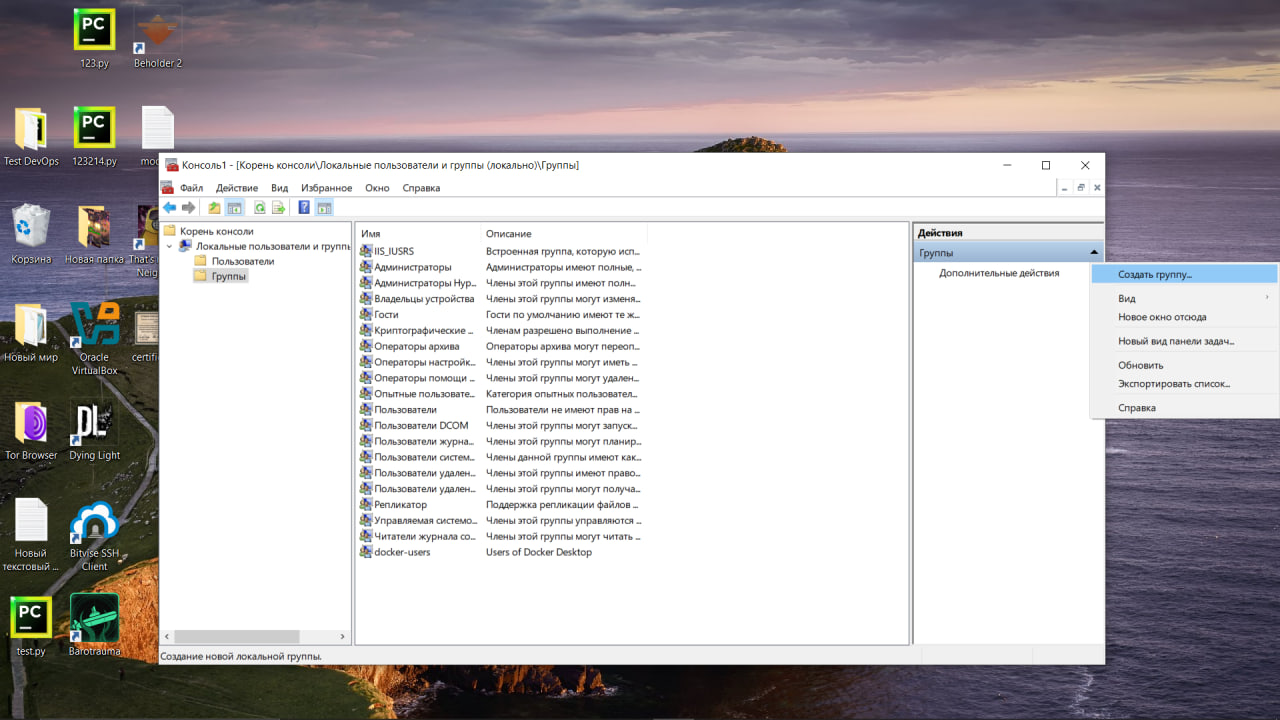 PC
123.py
Beholder 2
Test DevOps
PC
123214.py
Корзина
Новая папка
That's
Новый мир
Oracle
VirtualBox
Tor Browser
DL
Dying Light
Новый
текстовый ...
Bitvise SSH
Client
PC
test.py
Barotrauma
Консоль1 - [Корень консоли\Локальные пользователи и группы (локально)\Группы]
Файл Действие Вид Избранное Окно Справка
Корень консоли
Локальные пользователи и группы
Пользователи
Группы
Имя Описание
IIS_IUSRS Встроенная группа, которую исп...
Администраторы Администраторы имеют полные, ...
Администраторы Hyp... Члены этой группы имеют полн...
Владельцы устройства Члены этой группы могут изменя...
Гости Гости по умолчанию имеют те ж...
Криптографические ... Членам разрешено выполнение ...
Операторы архива Операторы архива могут переоп...
Операторы настройк... Члены этой группы могут иметь ...
Операторы помощи ... Члены этой группы могут удален...
Опытные пользовате... Категория опытных пользовател...
Пользователи Пользователи не имеют прав на ...
Пользователи DCOM Члены этой группы могут запуск...
Пользователи журна... Члены этой группы могут планир...
Пользователи систем... Члены данной группы имеют как...
Пользователи удален... Члены этой группы имеют право...
Пользователи удален... Члены этой группы могут получа...
Репликатор Поддержка репликации файлов ...
Управляемая системо... Члены этой группы управляются ...
Читатели журнала со... Члены этой группы могут читать ...
docker-users Users of Docker Desktop
Действия
Группы
Дополнительные действия
Создать группу...
Вид
Новое окно отсюда
Новый вид панели задач...
Обновить
Экспортировать список...
Справка
Создание новой локальной группы.